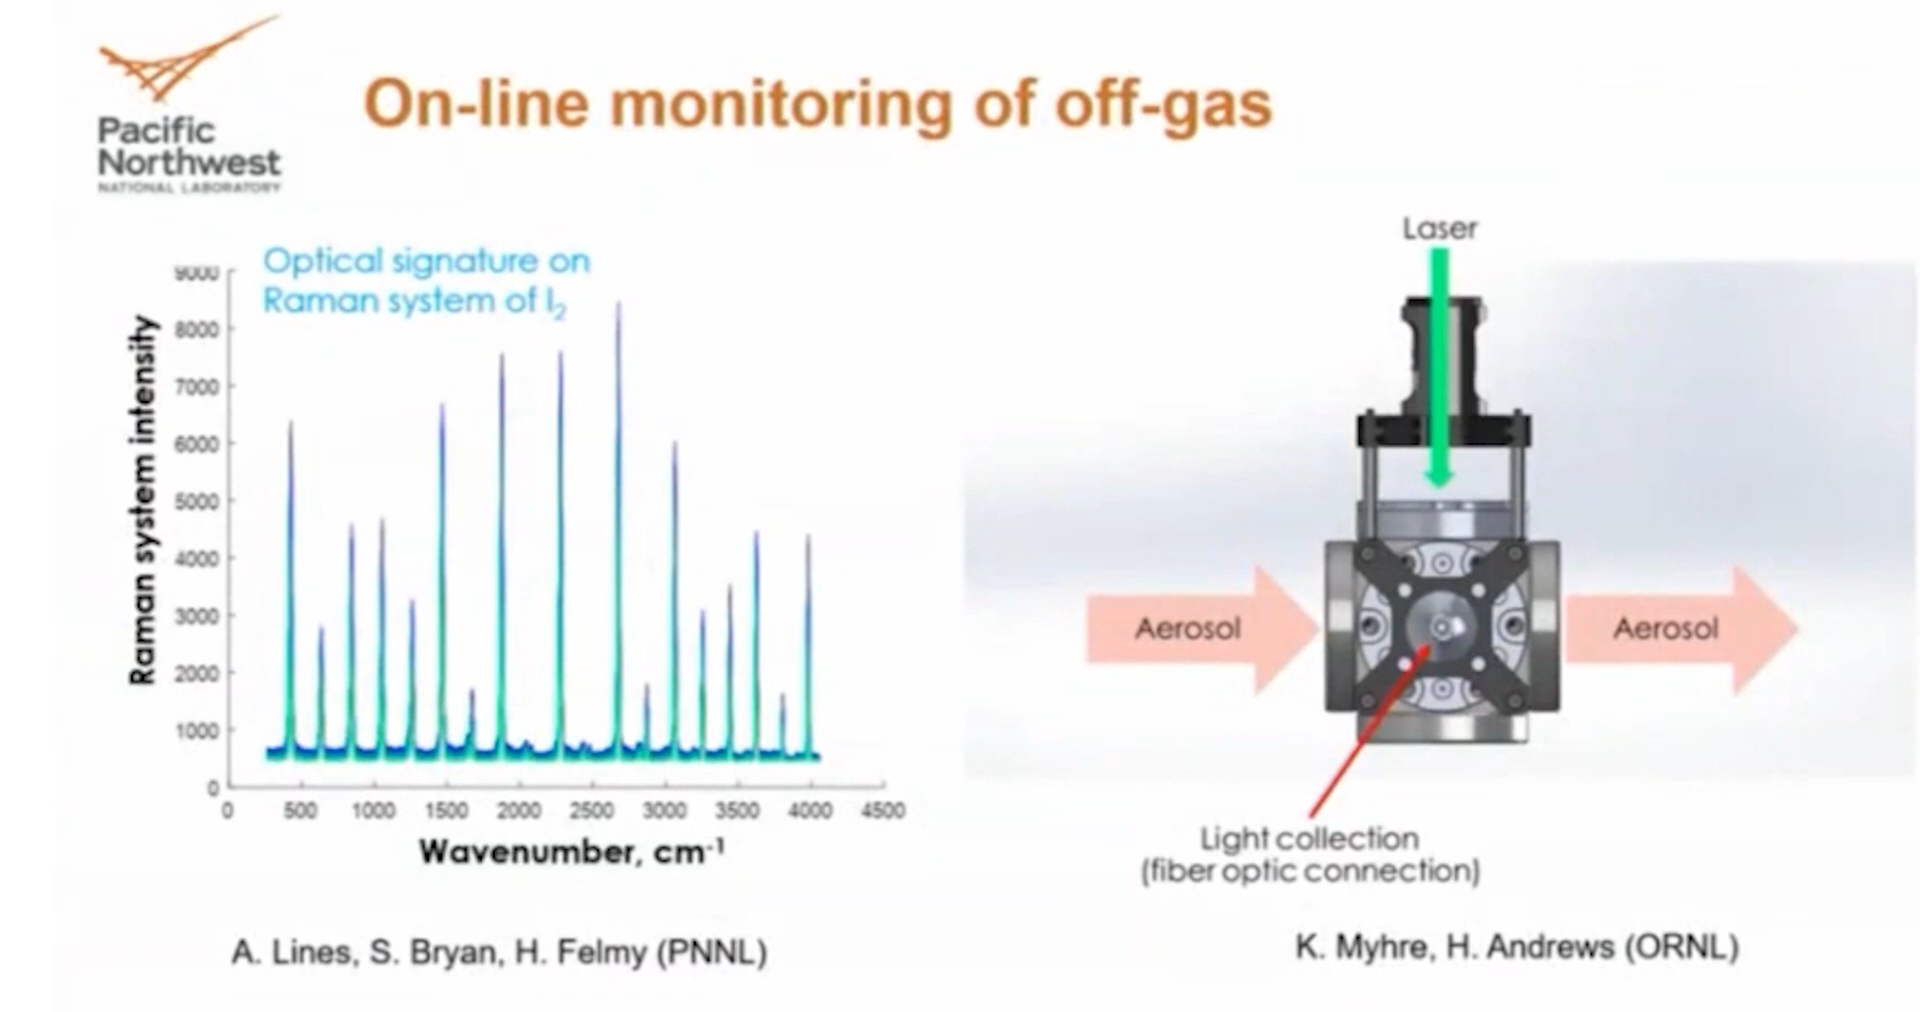 Pacific
Northwest
NATIONAL LABORATORY
On-line monitoring of off-gas
Optical signature on
Raman system of I₂
Raman system intensity
9000
8000
7000
6000
5000
4000
3000
2000
1000
0
0 500 1000 1500 2000 2500 3000 3500 4000 4500
Wavenumber, cm⁻¹
A. Lines, S. Bryan, H. Felmy (PNNL)
Laser
Aerosol
Aerosol
Light collection
(fiber optic connection)
K. Myhre, H. Andrews (ORNL)